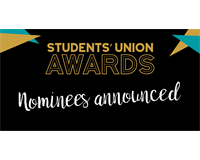 STUDENTS' UNION
AWARDS
Nominees announced